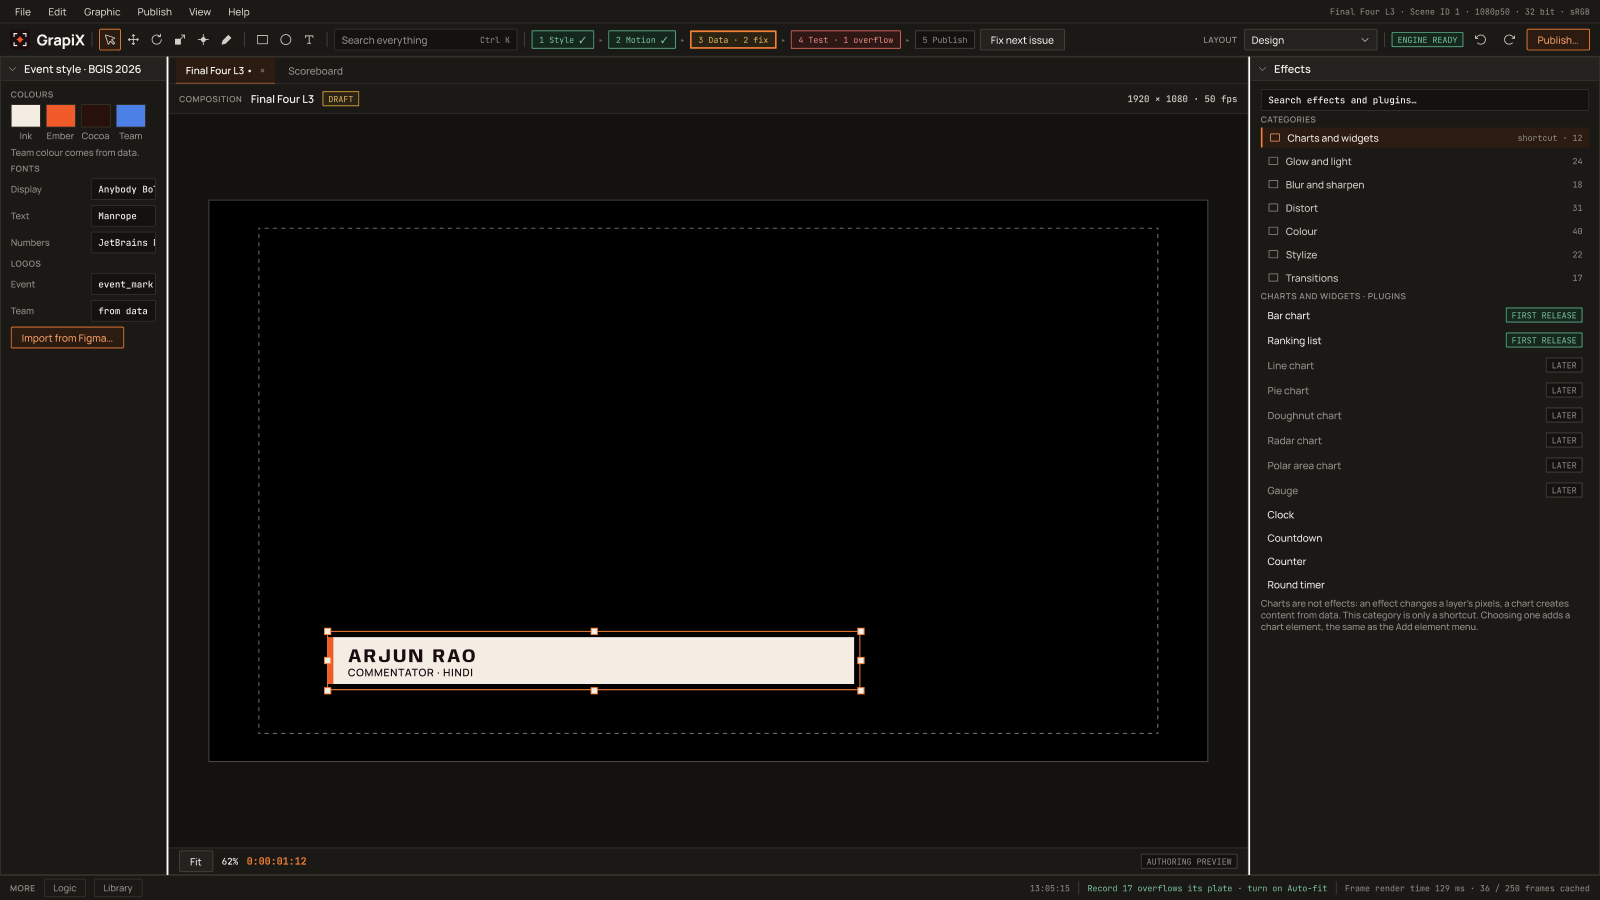 File Edit Graphic Publish View Help
Final Four L3 · Scene ID 1 · 1080p50 · 32 bit · sRGB
GrapiX
Search everything Ctrl K
1 Style ✓
2 Motion ✓
3 Data · 2 fix
4 Test · 1 overflow
5 Publish
Fix next issue
LAYOUT Design
ENGINE READY
Publish…
Event style · BGIS 2026
COLOURS
Ink Ember Cocoa Team
Team colour comes from data.
FONTS
Display Anybody Bo
Text Manrope
Numbers JetBrains
LOGOS
Event event_mark
Team from data
Import from Figma…
Final Four L3 • ×
Scoreboard
COMPOSITION Final Four L3 DRAFT
1920 × 1080 · 50 fps
ARJUN RAO
COMMENTATOR · HINDI
Fit 62% 0:00:01:12
AUTHORING PREVIEW
Effects
Search effects and plugins…
CATEGORIES
Charts and widgets shortcut · 12
Glow and light 24
Blur and sharpen 18
Distort 31
Colour 40
Stylize 22
Transitions 17
CHARTS AND WIDGETS · PLUGINS
Bar chart FIRST RELEASE
Ranking list FIRST RELEASE
Line chart LATER
Pie chart LATER
Doughnut chart LATER
Radar chart LATER
Polar area chart LATER
Gauge LATER
Clock
Countdown
Counter
Round timer
Charts are not effects: an effect changes a layer's pixels, a chart creates
content from data. This category is only a shortcut. Choosing one adds a
chart element, the same as the Add element menu.
MORE Logic Library
13:05:15
Record 17 overflows its plate · turn on Auto-fit
Frame render time 129 ms · 36 / 250 frames cached